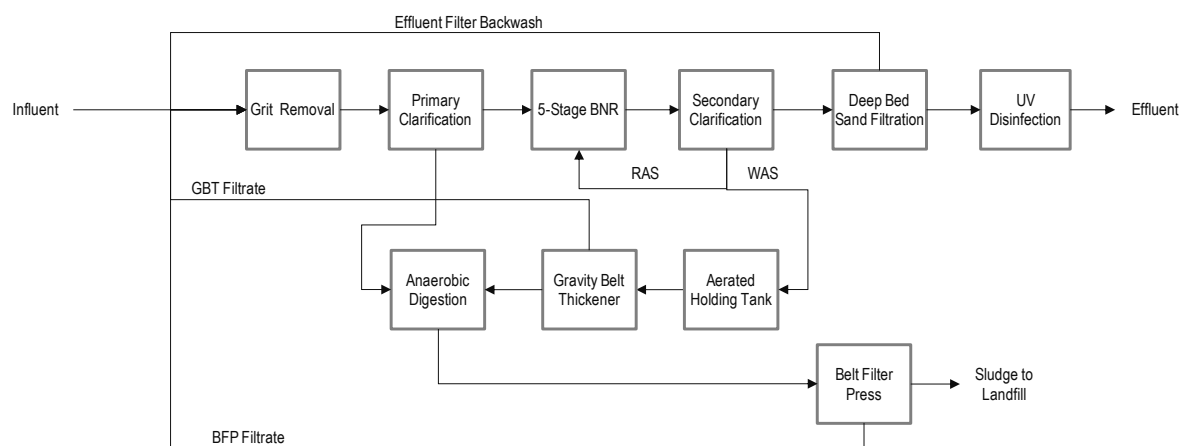 Effluent Filter Backwash
Influent
Grit Removal
Primary
Clarification
5-Stage BNR
Secondary
Clarification
Deep Bed
Sand Filtration
UV
Disinfection
Effluent
RAS
WAS
GBT Filtrate
Anaerobic
Digestion
Gravity Belt
Thickener
Aerated
Holding Tank
Belt Filter
Press
Sludge to
Landfill
BFP Filtrate